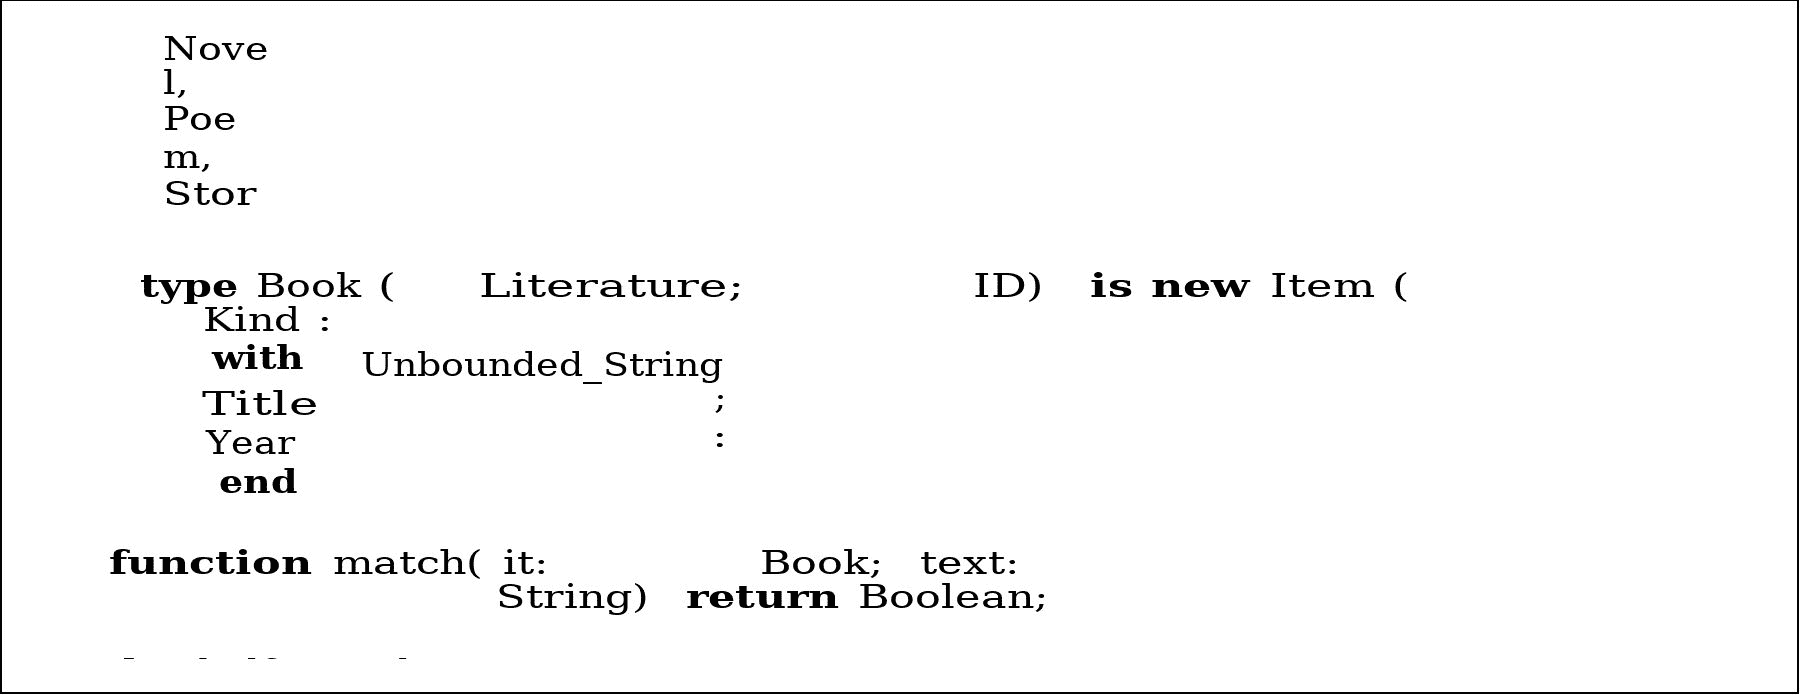 Nove
l,
Poe
m,
Stor
type Book ( Literature; ID) is new Item (
Kind :
with Unbounded_String
Title ;
Year :
end
function match( it: Book; text:
String) return Boolean;